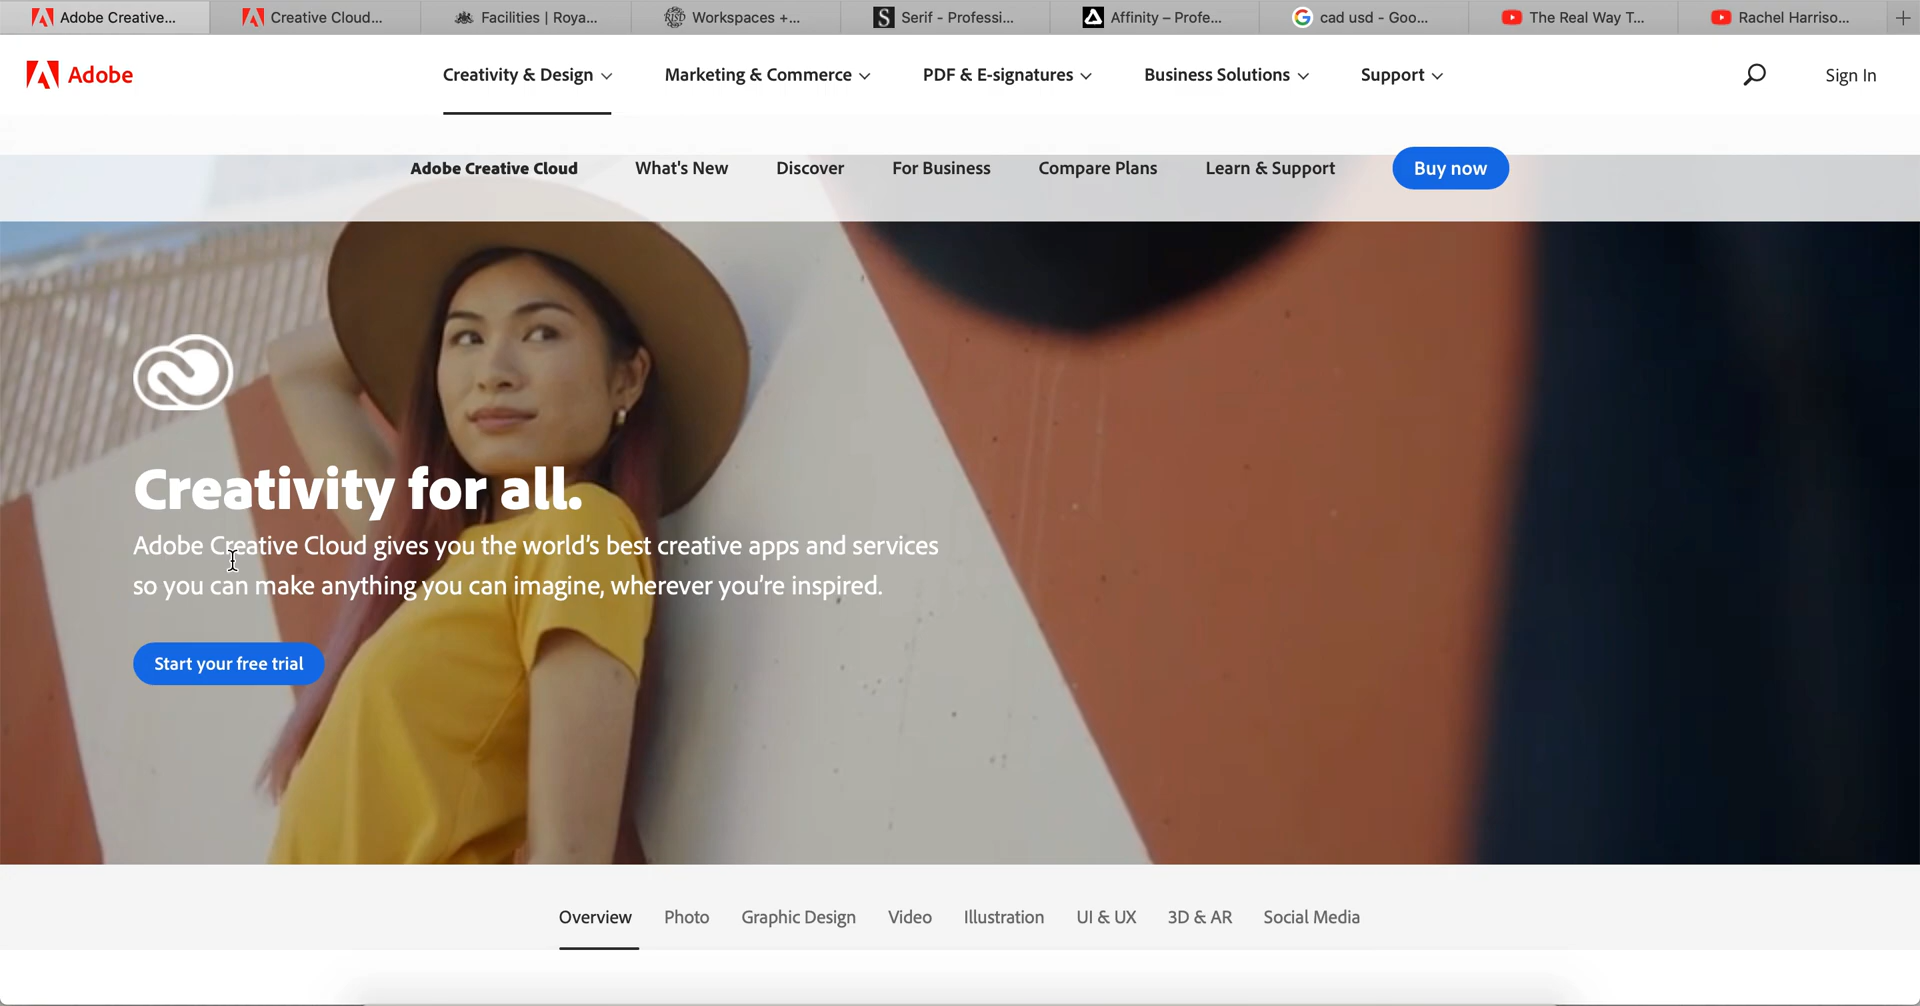 Adobe Creative...
Creative Cloud...
Facilities | Roya...
Workspaces +...
Serif - Professi...
Affinity – Profe...
cad usd - Goo...
The Real Way T...
Rachel Harriso...
Adobe
Creativity & Design
Marketing & Commerce
PDF & E-signatures
Business Solutions
Support
Sign In
Adobe Creative Cloud
What's New
Discover
For Business
Compare Plans
Learn & Support
Buy now
Creativity for all.
Adobe Creative Cloud gives you the world’s best creative apps and services
so you can make anything you can imagine, wherever you’re inspired.
Start your free trial
Overview
Photo
Graphic Design
Video
Illustration
UI & UX
3D & AR
Social Media